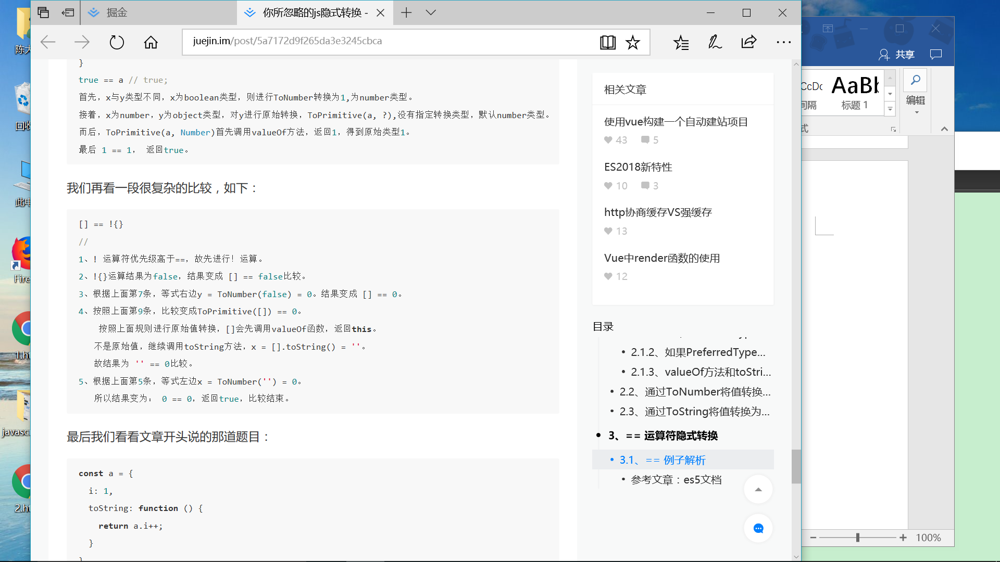 掘金
你所忽略的js隐式转换 -
juejin.im/post/5a7172d9f265da3e3245cbca
}
true == a // true;
首先，x与y类型不同，x为boolean类型，则进行ToNumber转换为1,为number类型。
接着，x为number，y为object类型，对y进行原始转换，ToPrimitive(a, ?),没有指定转换类型，默认number类型。
而后，ToPrimitive(a, Number)首先调用valueOf方法，返回1，得到原始类型1。
最后 1 == 1， 返回true。
我们再看一段很复杂的比较，如下：
[] == !{}
//
1、! 运算符优先级高于==，故先进行！运算。
2、!{}运算结果为false，结果变成 [] == false比较。
3、根据上面第7条，等式右边y = ToNumber(false) = 0。结果变成 [] == 0。
4、按照上面第9条，比较变成ToPrimitive([]) == 0。
按照上面规则进行原始值转换，[]会先调用valueOf函数，返回this。
不是原始值，继续调用toString方法，x = [].toString() = ''。
故结果为 '' == 0比较。
5、根据上面第5条，等式左边x = ToNumber('') = 0。
所以结果变为： 0 == 0，返回true，比较结束。
最后我们看看文章开头说的那道题目：
const a = {
i: 1,
toString: function () {
return a.i++;
}
相关文章
使用vue构建一个自动建站项目
43 5
ES2018新特性
10 3
http协商缓存VS强缓存
13
Vue中render函数的使用
12
目录
2.1.2、如果PreferredType...
2.1.3、valueOf方法和toStri...
2.2、通过ToNumber将值转换...
2.3、通过ToString将值转换为...
3、== 运算符隐式转换
3.1、== 例子解析
参考文章：es5文档
共享
AaBb
间隔
标题 1
编辑
式
100%
陈大
回收
此电
Fire
1.ht
javasc
2.ht